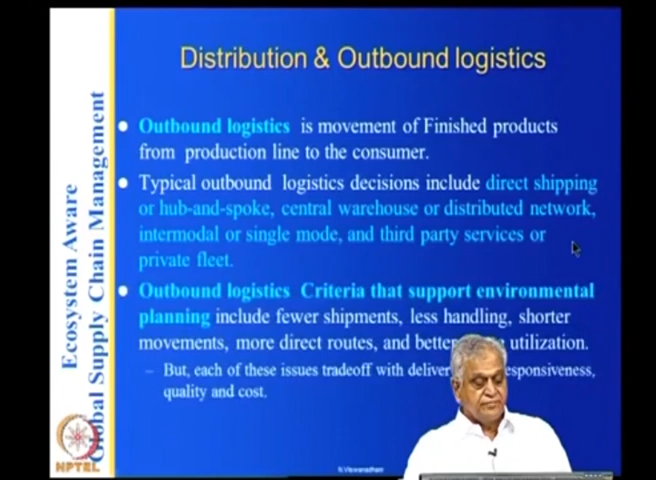 Distribution & Outbound logistics
Outbound logistics is movement of Finished products
from production line to the consumer.
Typical outbound logistics decisions include direct shipping
or hub-and-spoke, central warehouse or distributed network,
intermodal or single mode, and third party services or
private fleet.
Outbound logistics Criteria that support environmental
planning include fewer shipments, less handling, shorter
movements, more direct routes, and better utilization.
– But, each of these issues tradeoff with
quality and cost.
Ecosystem Aware
Global Supply Chain Management
NPTEL
N.Viswanadham